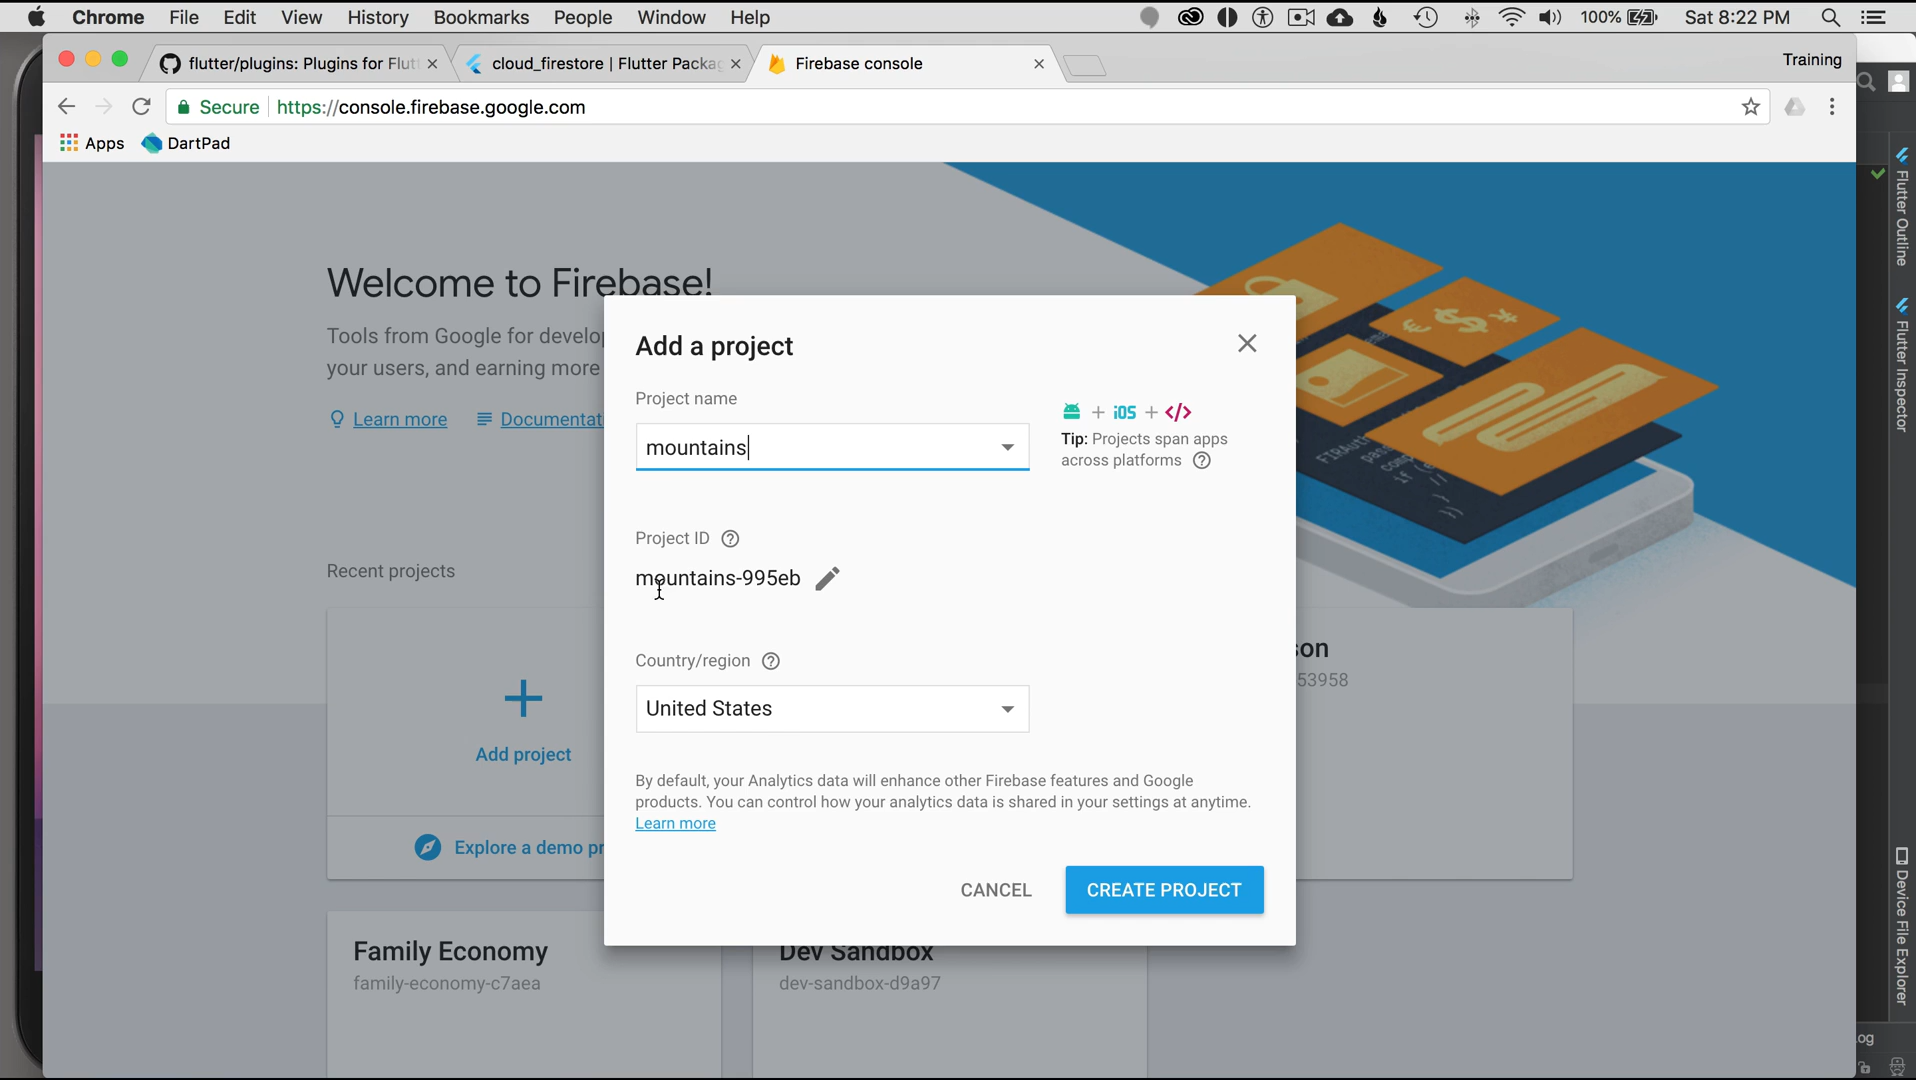 Chrome File Edit View History Bookmarks People Window Help 100% Sat 8:22 PM
flutter/plugins: Plugins for Flut
cloud_firestore | Flutter Packag
Firebase console
Training
Secure https://console.firebase.google.com
Apps DartPad
Welcome to Firebase!
Tools from Google for develo
your users, and earning more
Learn more Documentati
Recent projects
Add project
Explore a demo pr
Family Economy
family-economy-c7aea
Dev Sandbox
dev-sandbox-d9a97
son
53958
Add a project
Project name
mountains
+ iOS + </>
Tip: Projects span apps
across platforms
Project ID
mountains-995eb
Country/region
United States
By default, your Analytics data will enhance other Firebase features and Google
products. You can control how your analytics data is shared in your settings at anytime.
Learn more
CANCEL CREATE PROJECT
Flutter Outline
Flutter Inspector
Device File Explorer
og